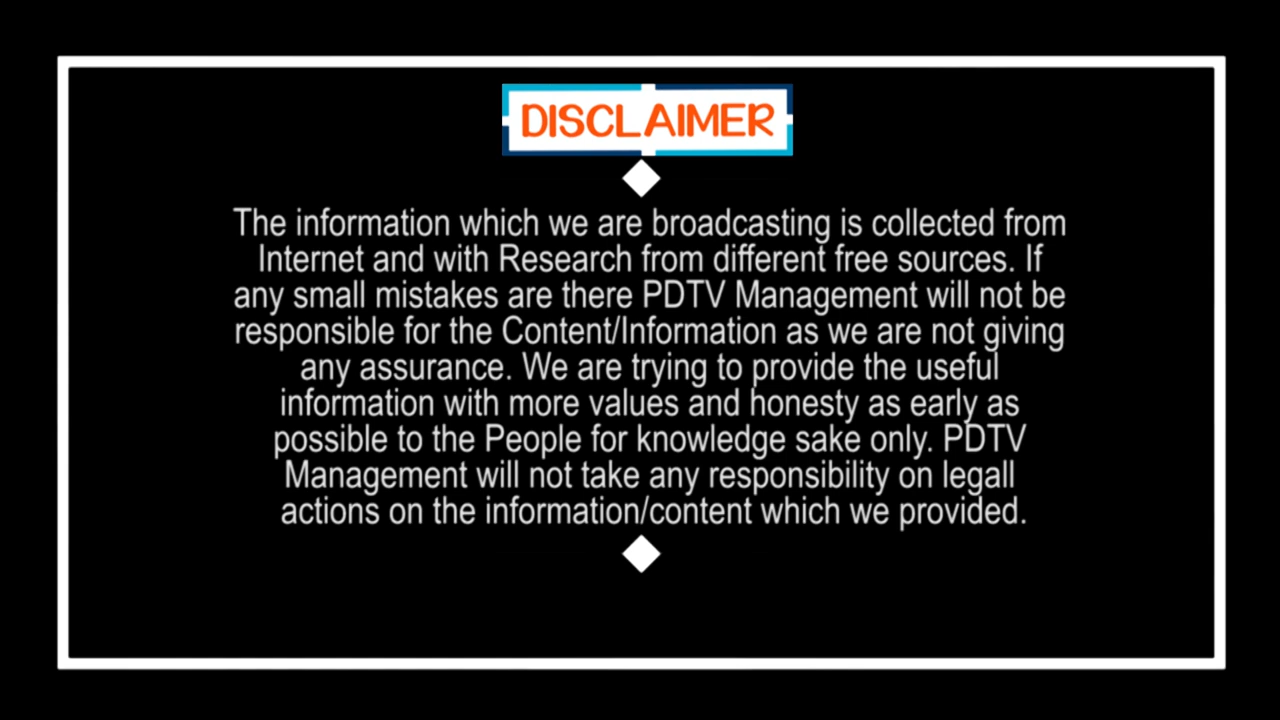 DISCLAIMER
The information which we are broadcasting is collected from
Internet and with Research from different free sources. If
any small mistakes are there PDTV Management will not be
responsible for the Content/Information as we are not giving
any assurance. We are trying to provide the useful
information with more values and honesty as early as
possible to the People for knowledge sake only. PDTV
Management will not take any responsibility on legall
actions on the information/content which we provided.